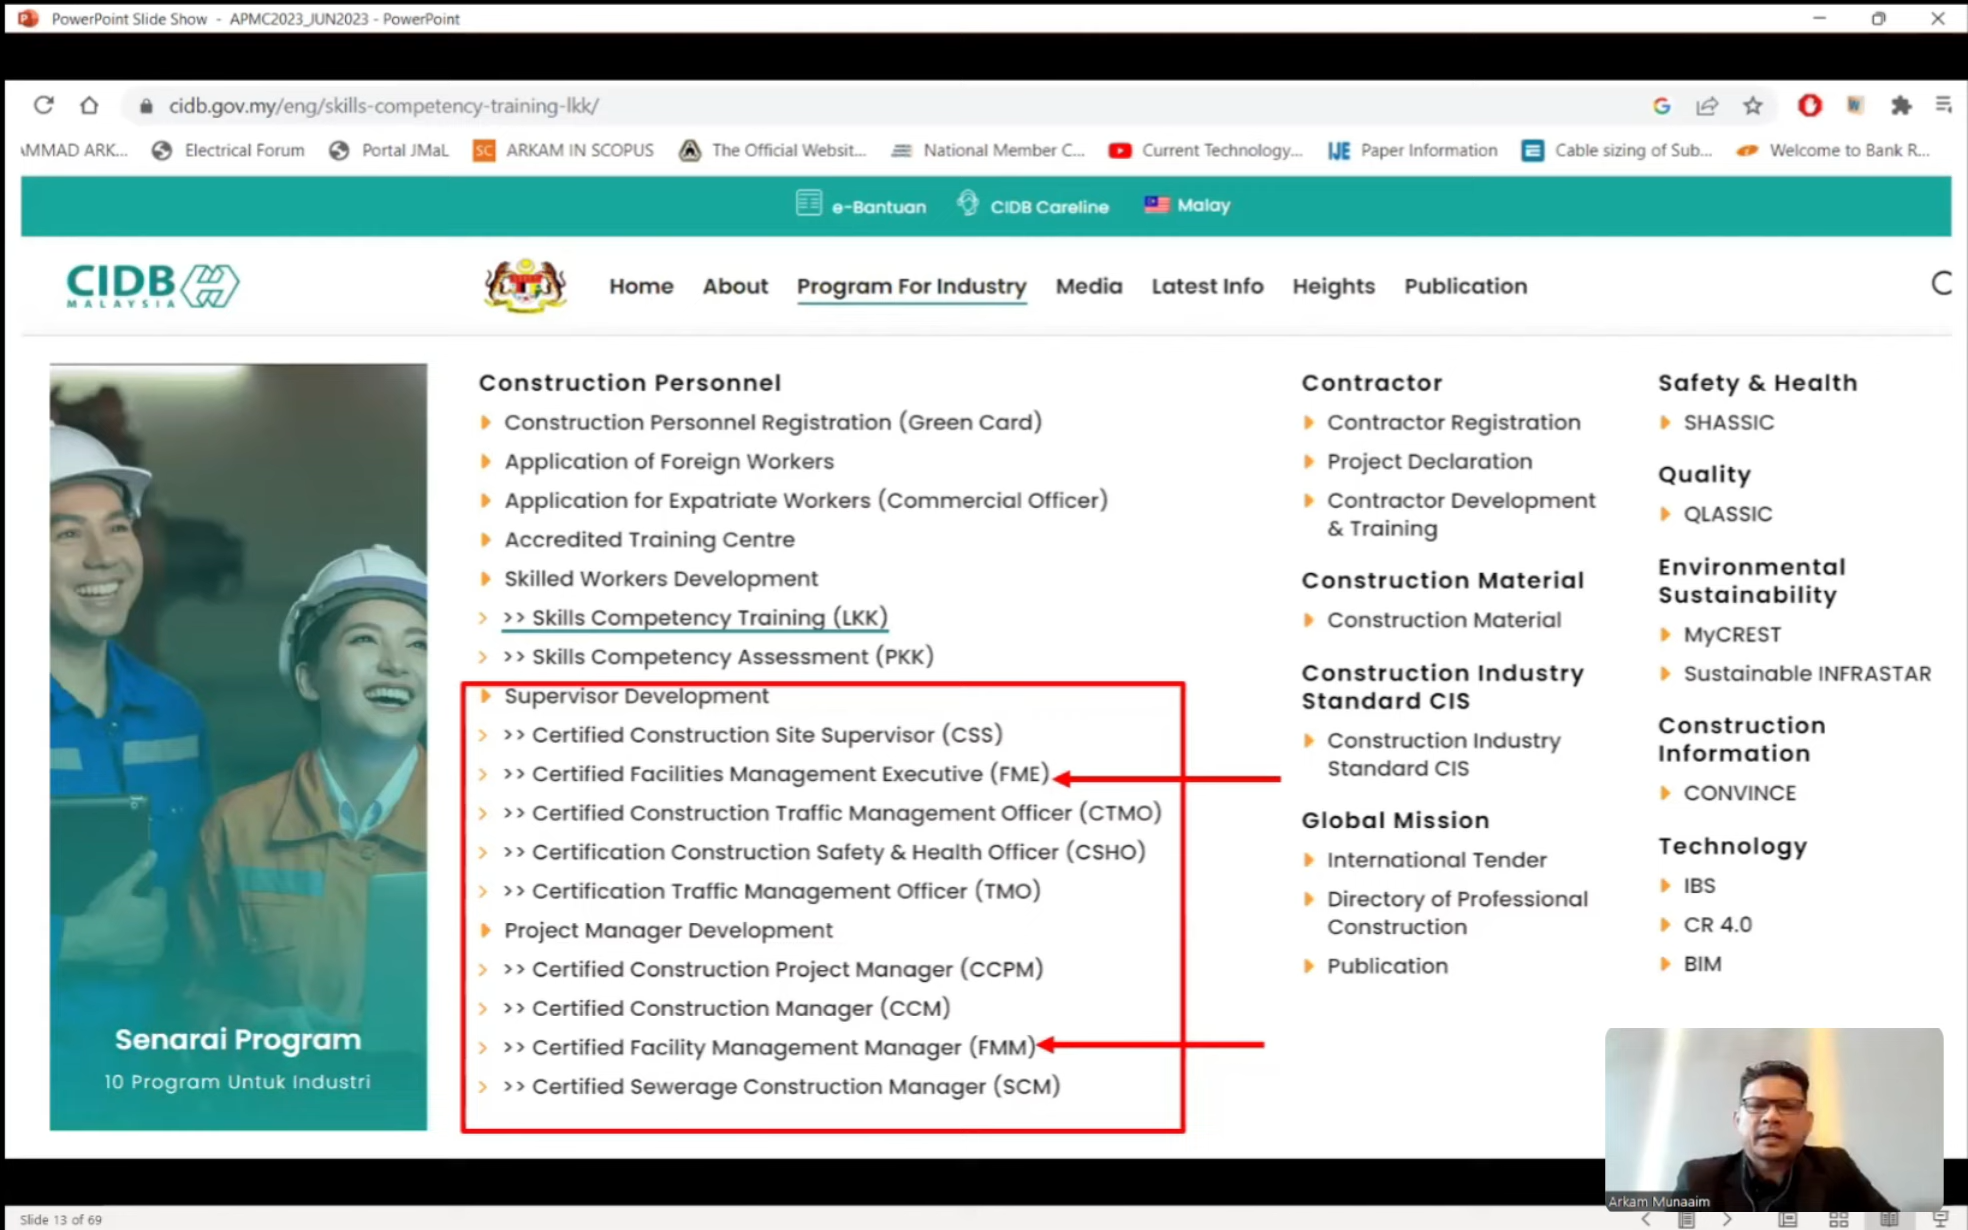 PowerPoint Slide Show - APMC2023_JUN2023 - PowerPoint
cidb.gov.my/eng/skills-competency-training-lkk/
MMAD ARK...
Electrical Forum
Portal JMaL
SC
ARKAM IN SCOPUS
The Official Websit...
National Member C...
Current Technology...
IJE
Paper Information
Cable sizing of Sub...
Welcome to Bank R...
e-Bantuan
CIDB Careline
Malay
CIDB
MALAYSIA
Home
About
Program For Industry
Media
Latest Info
Heights
Publication
Senarai Program
10 Program Untuk Industri
Construction Personnel
Construction Personnel Registration (Green Card)
Application of Foreign Workers
Application for Expatriate Workers (Commercial Officer)
Accredited Training Centre
Skilled Workers Development
>> Skills Competency Training (LKK)
>> Skills Competency Assessment (PKK)
Supervisor Development
>> Certified Construction Site Supervisor (CSS)
>> Certified Facilities Management Executive (FME)
>> Certified Construction Traffic Management Officer (CTMO)
>> Certification Construction Safety & Health Officer (CSHO)
>> Certification Traffic Management Officer (TMO)
Project Manager Development
>> Certified Construction Project Manager (CCPM)
>> Certified Construction Manager (CCM)
>> Certified Facility Management Manager (FMM)
>> Certified Sewerage Construction Manager (SCM)
Contractor
Contractor Registration
Project Declaration
Contractor Development
& Training
Construction Material
Construction Material
Construction Industry
Standard CIS
Construction Industry
Standard CIS
Global Mission
International Tender
Directory of Professional
Construction
Publication
Safety & Health
SHASSIC
Quality
QLASSIC
Environmental
Sustainability
MyCREST
Sustainable INFRASTAR
Construction
Information
CONVINCE
Technology
IBS
CR 4.0
BIM
Arkam Munaaim
Slide 13 of 69